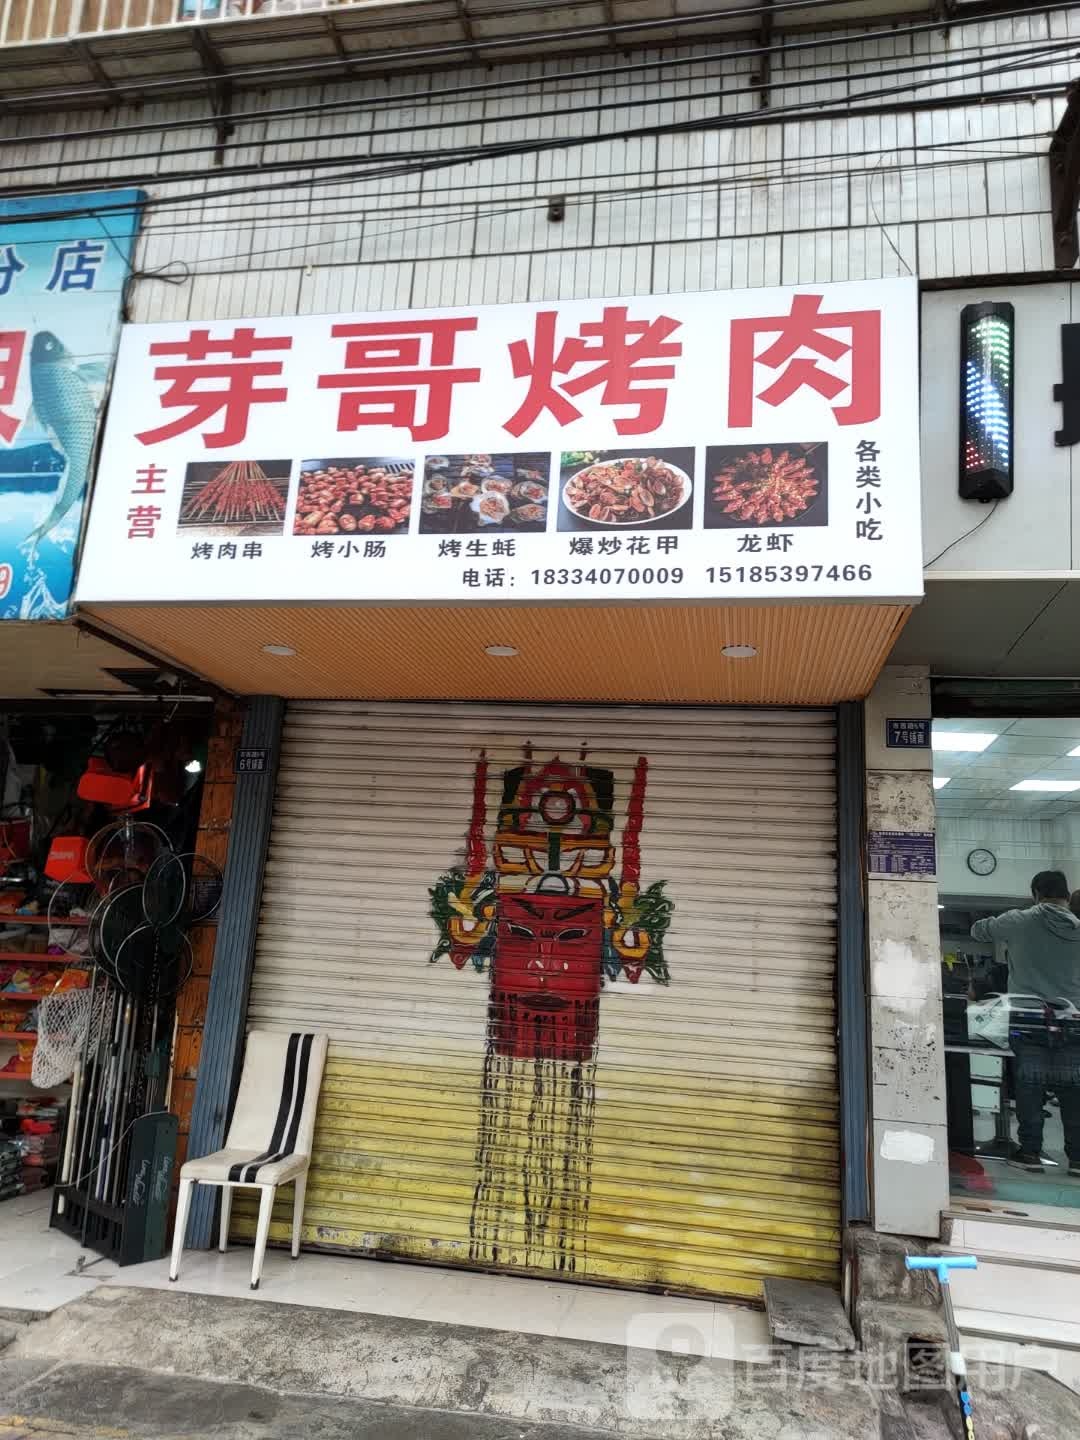 分店
芽哥烤肉
主营
烤肉串 烤小肠 烤生蚝 爆炒花甲 龙虾
各类小吃
电话：18334070009 15185397466
6号铺面
7号铺面
百度地图用户